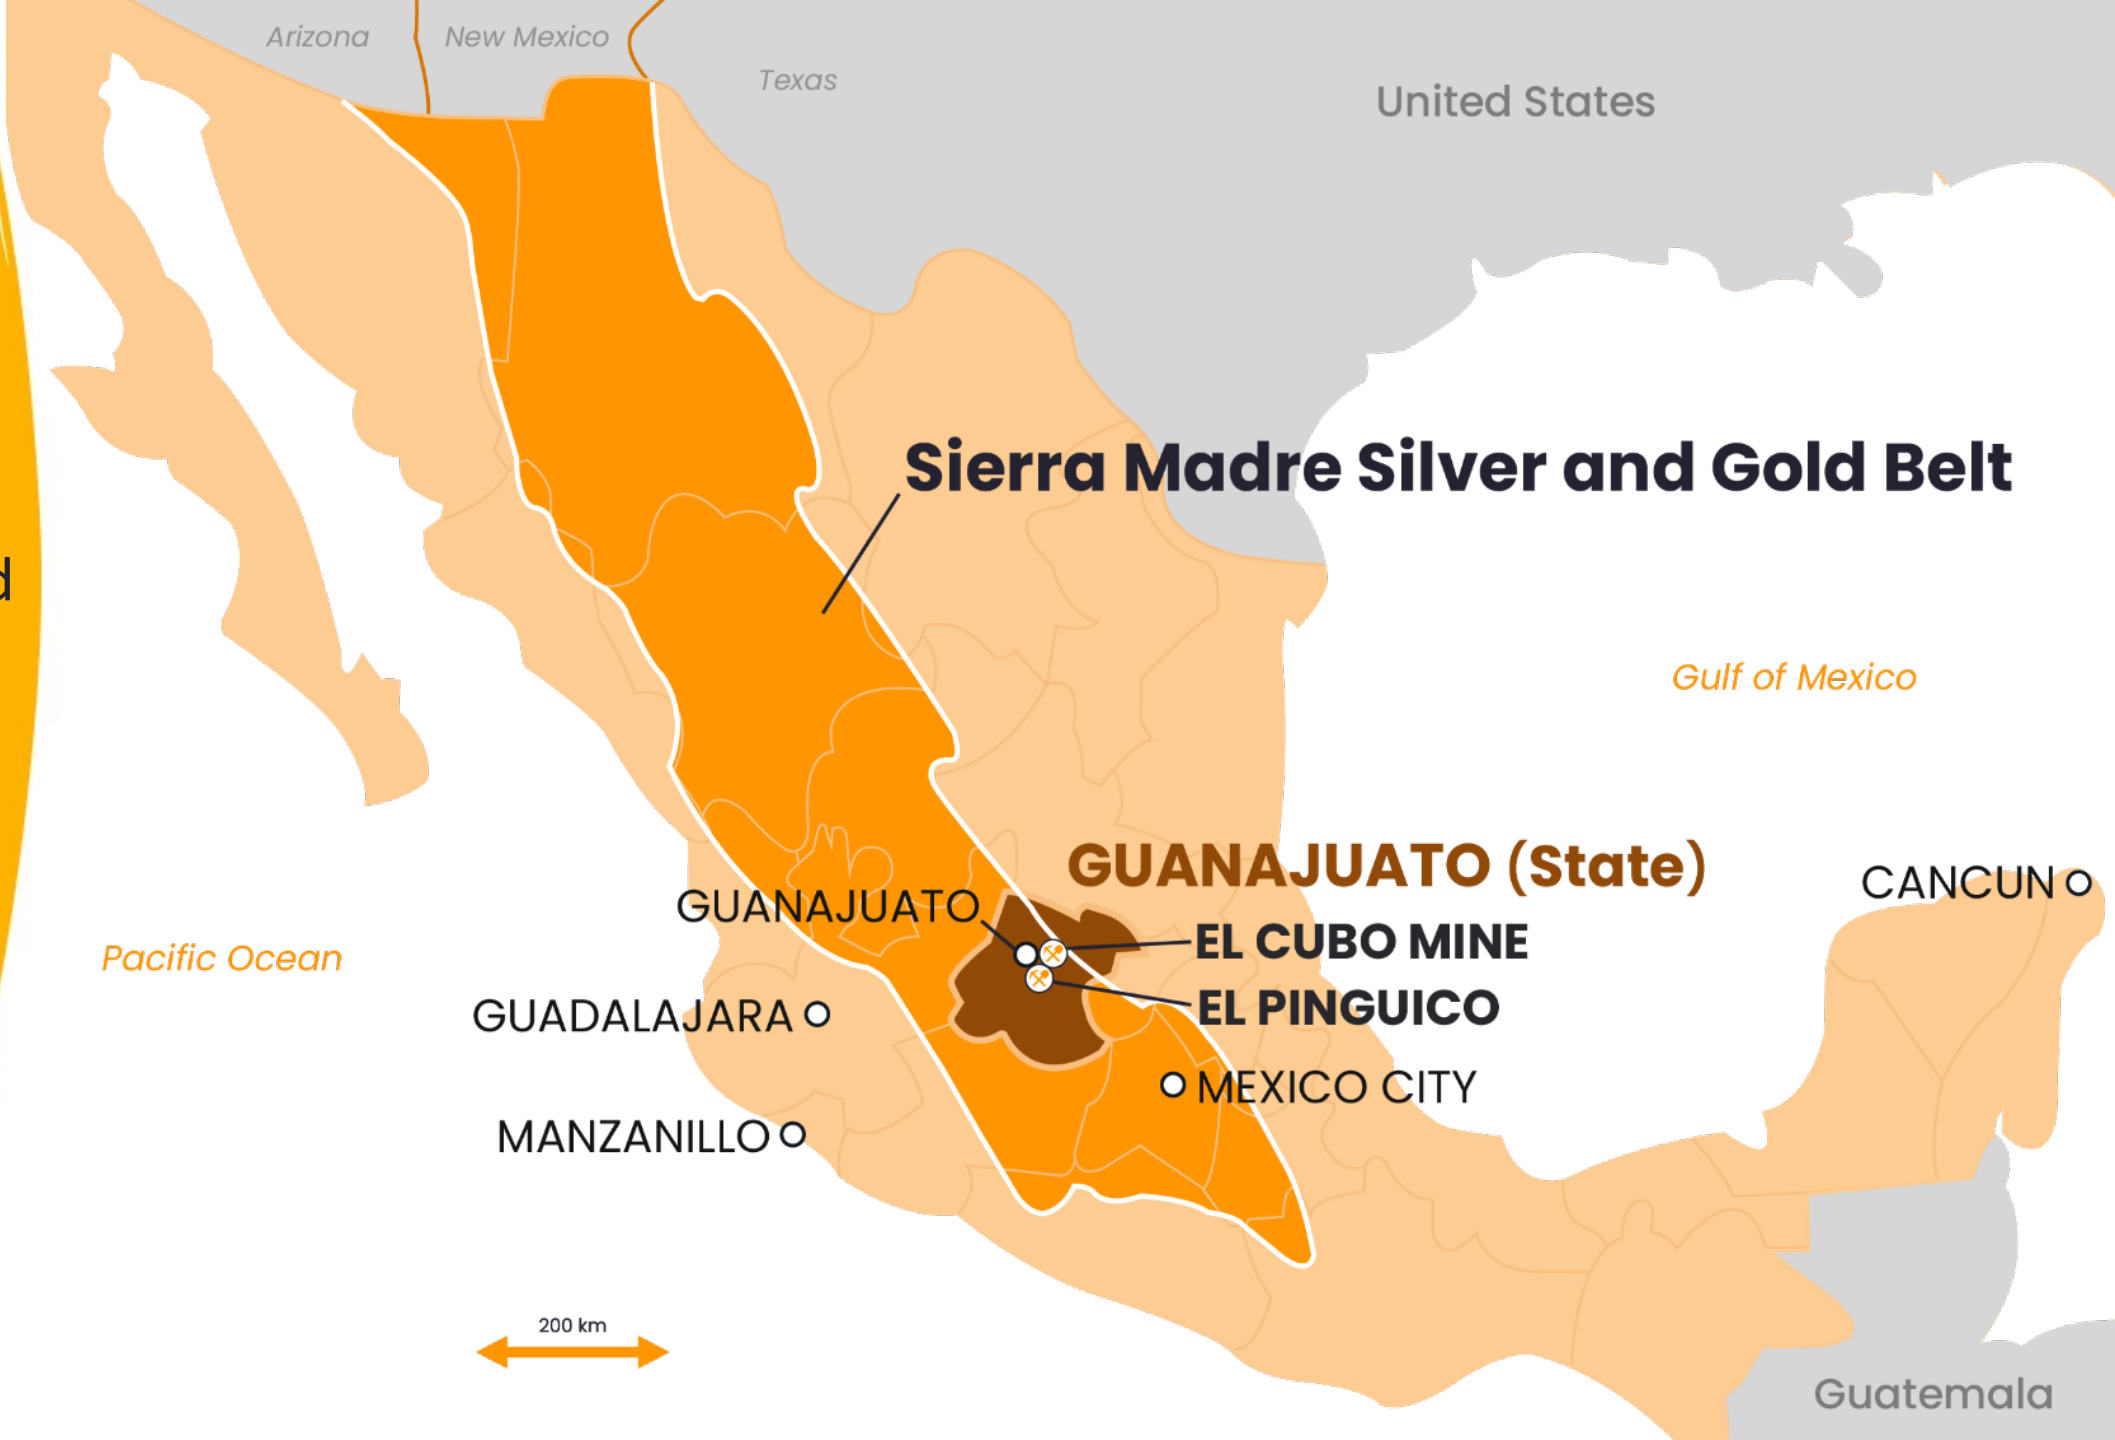 Arizona
New Mexico
Texas
United States
Sierra Madre Silver and Gold Belt
d
Gulf of Mexico
GUANAJUATO (State)
CANCUN
GUANAJUATO
EL CUBO MINE
Pacific Ocean
EL PINGUICO
GUADALAJARA
MEXICO CITY
MANZANILLO
200 km
Guatemala